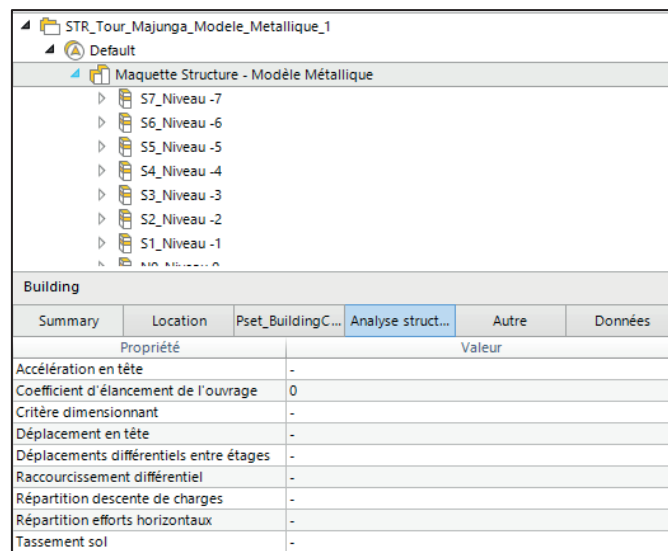 STR_Tour_Majunga_Modele_Metallique_1
Default
Maquette Structure - Modèle Métallique
S7_Niveau -7
S6_Niveau -6
S5_Niveau -5
S4_Niveau -4
S3_Niveau -3
S2_Niveau -2
S1_Niveau -1
Building
Summary Location Pset_BuildingC... Analyse struct... Autre Données
Propriété Valeur
Accélération en tête -
Coefficient d'élancement de l'ouvrage 0
Critère dimensionnant -
Déplacement en tête -
Déplacements différentiels entre étages -
Raccourcissement différentiel -
Répartition descente de charges -
Répartition efforts horizontaux -
Tassement sol -